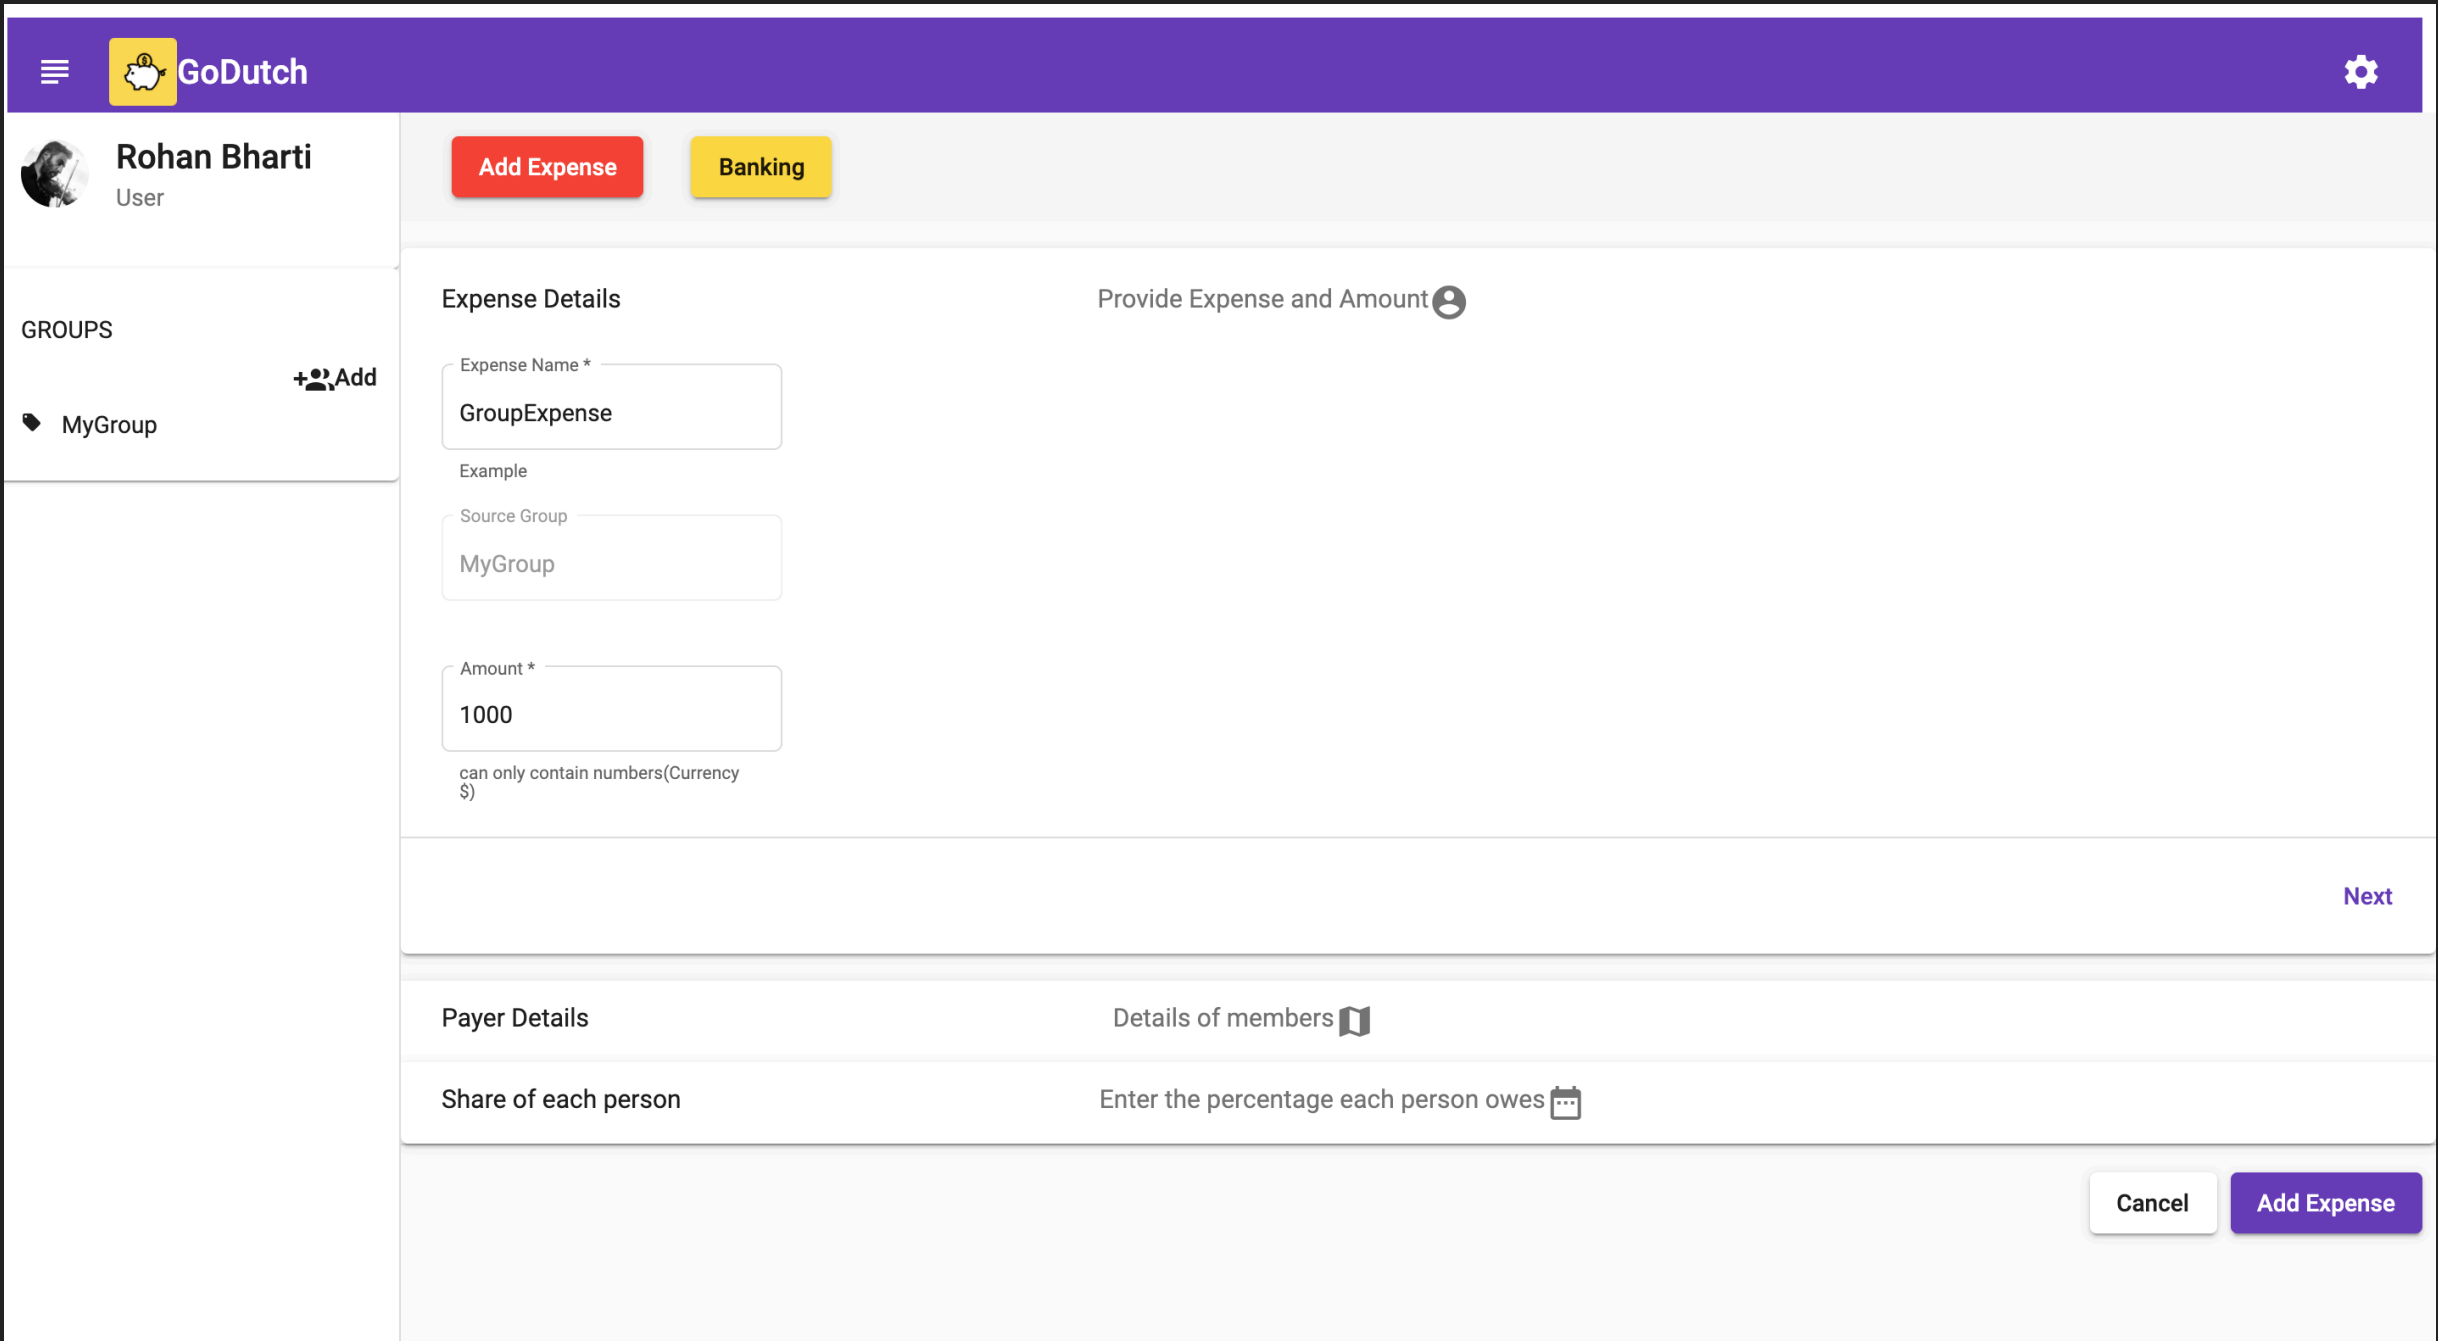 GoDutch
Rohan Bharti
User
Add Expense
Banking
GROUPS
Add
MyGroup
Expense Details
Provide Expense and Amount
Expense Name *
GroupExpense
Example
Source Group
MyGroup
Amount *
1000
can only contain numbers(Currency
$)
Next
Payer Details
Details of members
Share of each person
Enter the percentage each person owes
Cancel
Add Expense